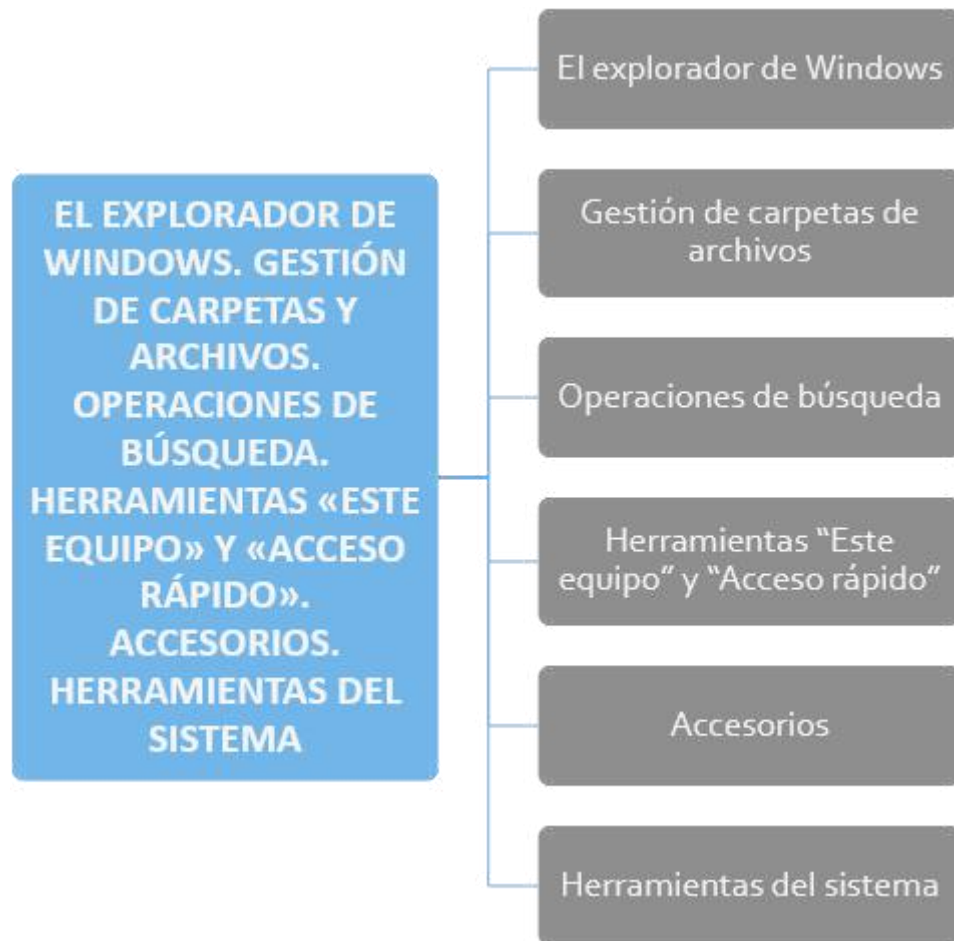 EL EXPLORADOR DE
WINDOWS. GESTIÓN
DE CARPETAS Y
ARCHIVOS.
OPERACIONES DE
BÚSQUEDA.
HERRAMIENTAS «ESTE
EQUIPO» Y «ACCESO
RÁPIDO».
ACCESORIOS.
HERRAMIENTAS DEL
SISTEMA
El explorador de Windows
Gestión de carpetas de
archivos
Operaciones de búsqueda
Herramientas “Este
equipo” y “Acceso rápido”
Accesorios
Herramientas del sistema